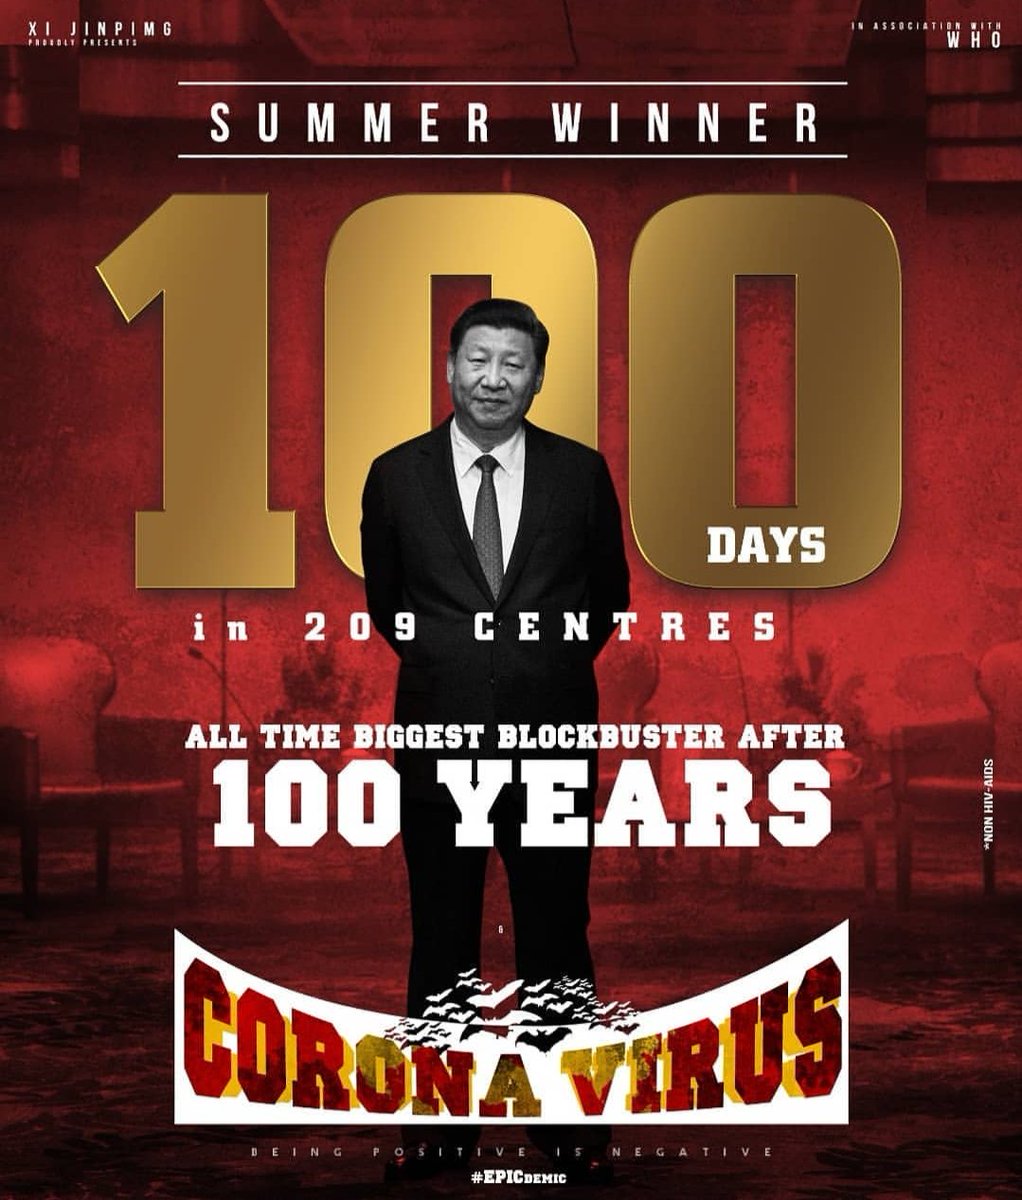 XI JINPIMG
PROUDLY PRESENTS
IN ASSOCIATION WITH
WHO
SUMMER WINNER
100
DAYS
in 209 CENTRES
ALL TIME BIGGEST BLOCKBUSTER AFTER
100 YEARS
*NON HIV-AIDS
CORONA VIRUS
BEING POSITIVE IS NEGATIVE
#EPICDEMIC